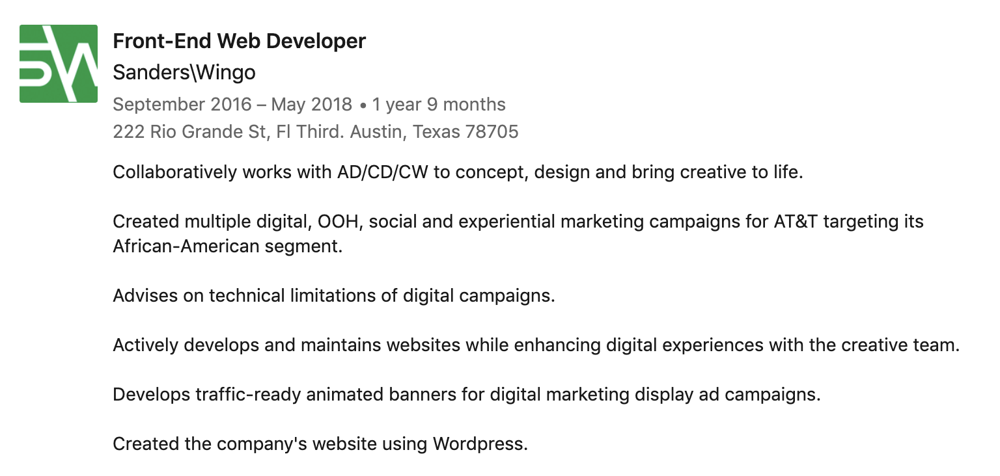 SW
Front-End Web Developer
Sanders\Wingo
September 2016 – May 2018 • 1 year 9 months
222 Rio Grande St, Fl Third. Austin, Texas 78705
Collaboratively works with AD/CD/CW to concept, design and bring creative to life.
Created multiple digital, OOH, social and experiential marketing campaigns for AT&T targeting its
African-American segment.
Advises on technical limitations of digital campaigns.
Actively develops and maintains websites while enhancing digital experiences with the creative team.
Develops traffic-ready animated banners for digital marketing display ad campaigns.
Created the company's website using Wordpress.